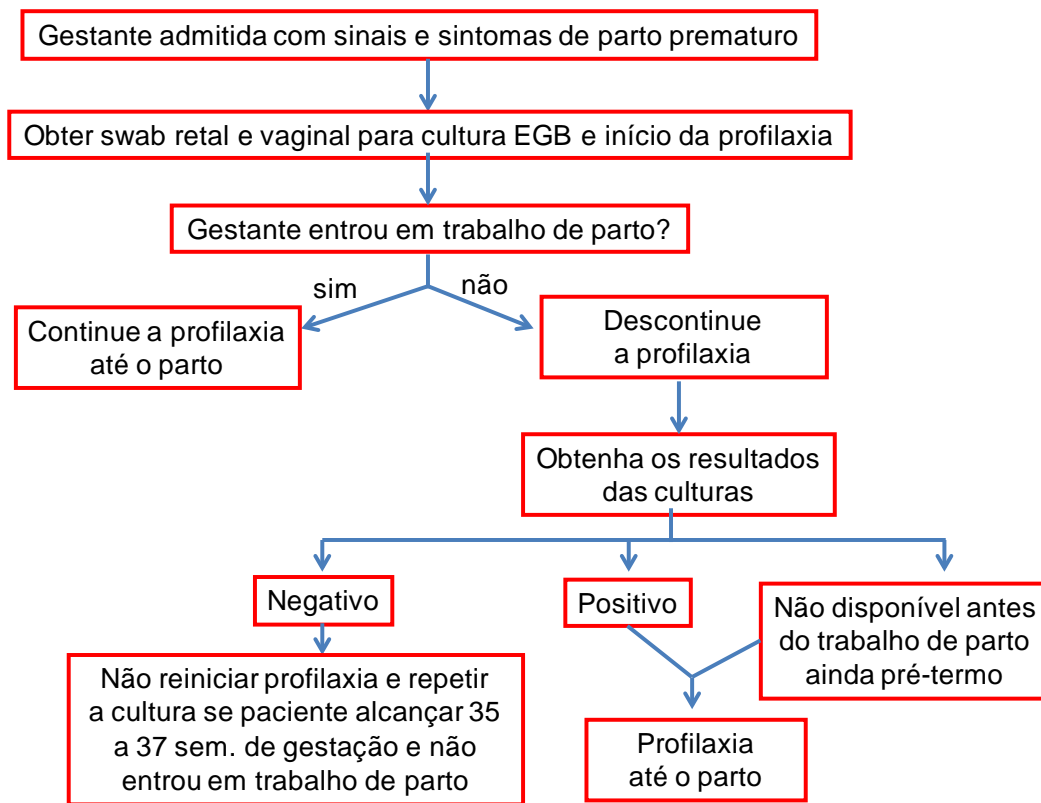 Gestante admitida com sinais e sintomas de parto prematuro
Obter swab retal e vaginal para cultura EGB e início da profilaxia
Gestante entrou em trabalho de parto?
sim
não
Continue a profilaxia
até o parto
Descontinue
a profilaxia
Obtenha os resultados
das culturas
Negativo
Positivo
Não disponível antes
do trabalho de parto
ainda pré-termo
Não reiniciar profilaxia e repetir
a cultura se paciente alcançar 35
a 37 sem. de gestação e não
entrou em trabalho de parto
Profilaxia
até o parto